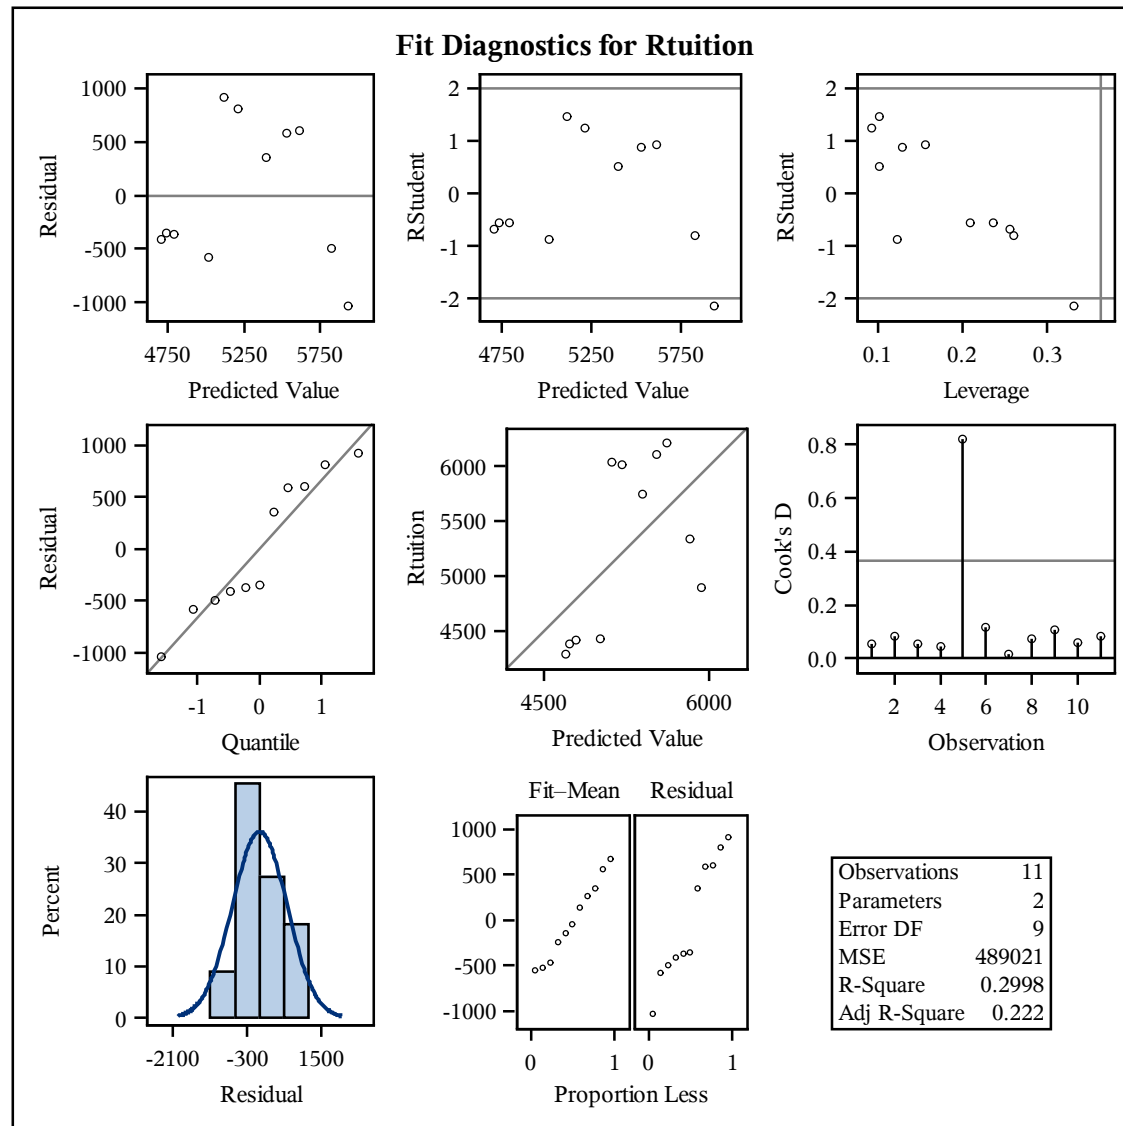 Fit Diagnostics for Rtuition
1000
500
0
-500
-1000
Residual
4750 5250 5750
Predicted Value
2
1
0
-1
-2
RStudent
4750 5250 5750
Predicted Value
2
1
0
-1
-2
RStudent
0.1 0.2 0.3
Leverage
1000
500
0
-500
-1000
Residual
-1 0 1
Quantile
6000
5500
5000
4500
Rtuition
4500 6000
Predicted Value
0.8
0.6
0.4
0.2
0.0
Cook's D
2 4 6 8 10
Observation
40
30
20
10
0
Percent
-2100 -300 1500
Residual
Fit–Mean Residual
1000
500
0
-500
-1000
0 1 0 1
Proportion Less
Observations 11
Parameters 2
Error DF 9
MSE 489021
R-Square 0.2998
Adj R-Square 0.222